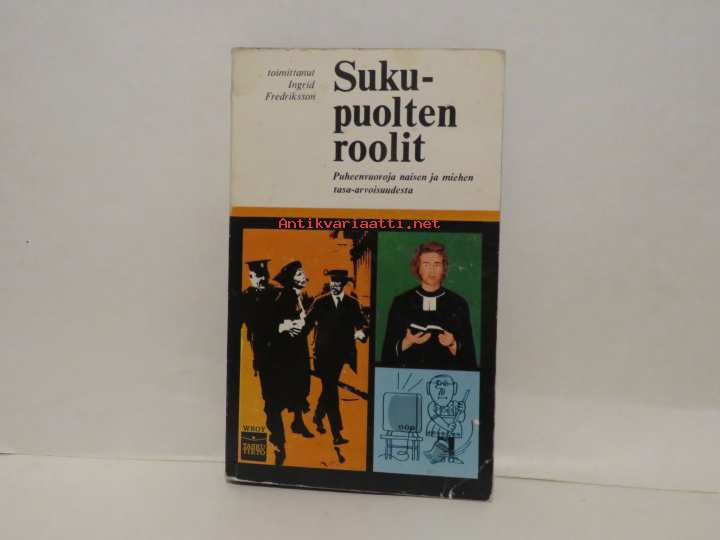 toimittanut
Ingrid
Fredriksson
Suku-
puolten
roolit
Puheenvuoroja naisen ja miehen
tasa-arvoisuudesta
Antikvariaatti.net
WSOY
TASKU
TIETO